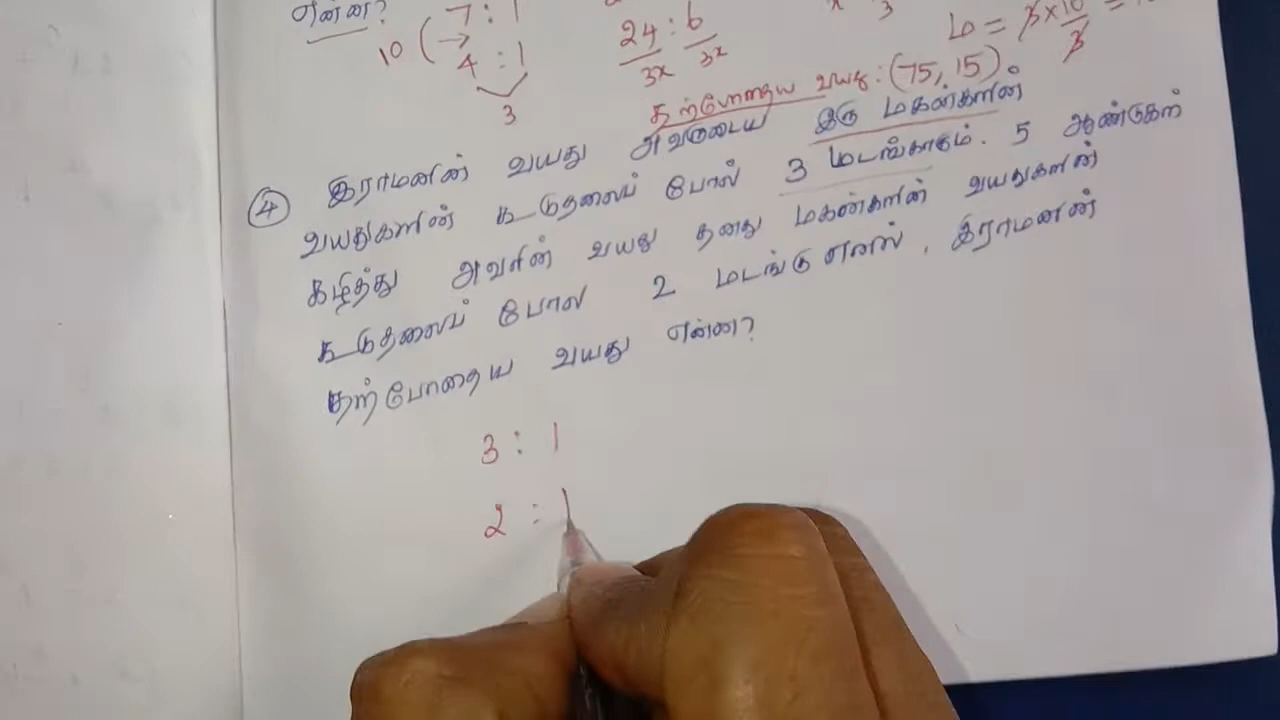 என்ன?
7 : 1
10 ( →
4 : 1
3
24 : 6
3x 3x
x 3
தற்போதைய வயது : (75, 15)
④ இராமனின் வயது அவருடைய இரு மகன்களின்
வயதுகளின் கூடுதலைப் போல் 3 மடங்காகும். 5 ஆண்டுகள்
கழித்து அவரின் வயது தனது மகன்களின் வயதுகளின்
கூடுதலைப் போல 2 மடங்கு எனில், இராமனின்
தற்போதைய வயது என்ன?
3 : 1
2 : 1